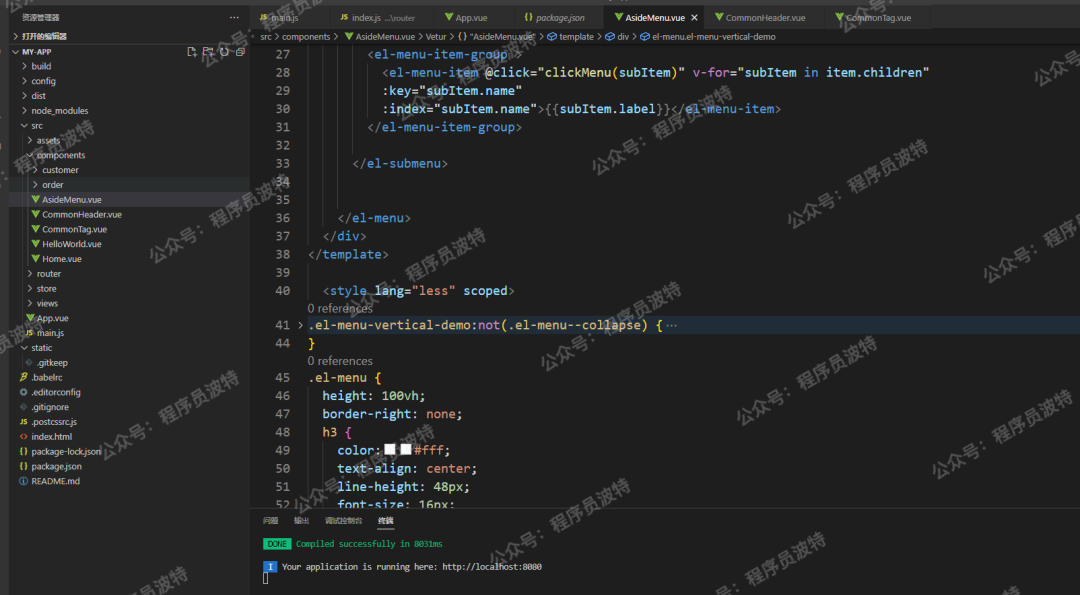 资源管理器 ···
打开的编辑器
MY-APP
build
config
dist
node_modules
src
assets
components
customer
order
AsideMenu.vue
CommonHeader.vue
CommonTag.vue
HelloWorld.vue
Home.vue
router
store
views
App.vue
JS main.js
static
.gitkeep
.babelrc
.editorconfig
.gitignore
JS .postcssrc.js
<> index.html
{} package-lock.json
{} package.json
README.md
JS main.js JS index.js ...\router App.vue {} package.json AsideMenu.vue × CommonHeader.vue CommonTag.vue
src > components > AsideMenu.vue > Vetur > {} "AsideMenu.vue" > template > div > el-menu.el-menu-vertical-demo
27 <el-menu-item-group >
28 <el-menu-item @click="clickMenu(subItem)" v-for="subItem in item.children"
29 :key="subItem.name"
30 :index="subItem.name">{{subItem.label}}</el-menu-item>
31 </el-menu-item-group>
32
33 </el-submenu>
34
35
36 </el-menu>
37 </div>
38 </template>
39
40 <style lang="less" scoped>
0 references
41 .el-menu-vertical-demo:not(.el-menu--collapse) {···
44 }
0 references
45 .el-menu {
46 height: 100vh;
47 border-right: none;
48 h3 {
49 color: #fff;
50 text-align: center;
51 line-height: 48px;
52 font-size: 16px;
问题 输出 调试控制台 终端
DONE Compiled successfully in 8031ms
I Your application is running here: http://localhost:8080
公众号：程序员波特